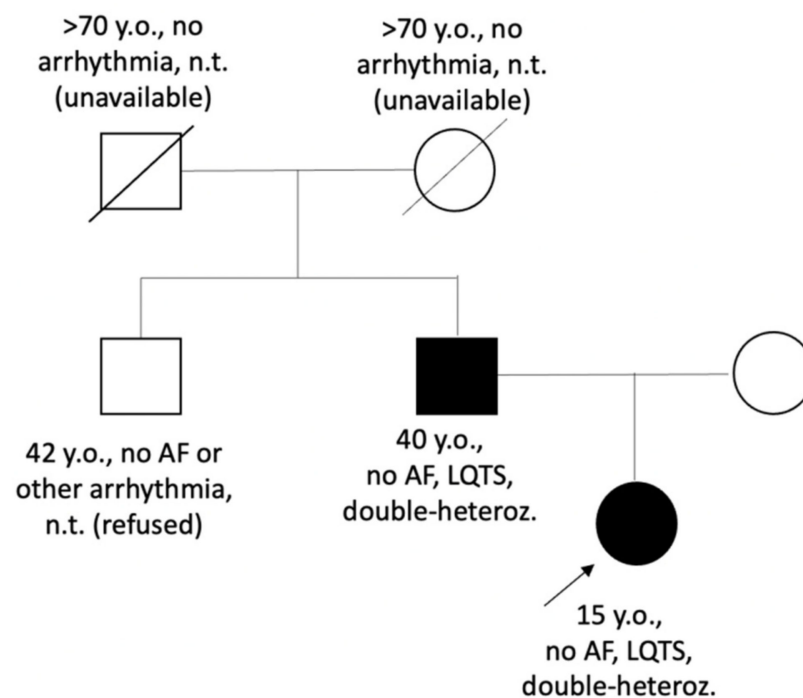 >70 y.o., no
arrhythmia, n.t.
(unavailable)
>70 y.o., no
arrhythmia, n.t.
(unavailable)
42 y.o., no AF or
other arrhythmia,
n.t. (refused)
40 y.o.,
no AF, LQTS,
double-heteroz.
15 y.o.,
no AF, LQTS,
double-heteroz.